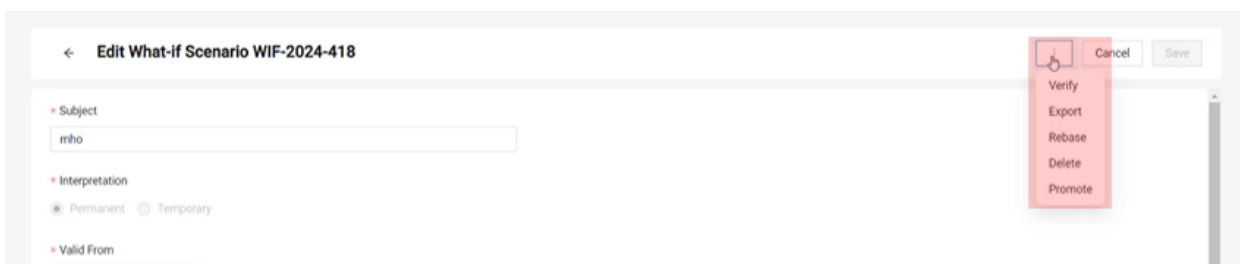 Edit What-if Scenario WIF-2024-418
Cancel
Save
Verify
* Subject
Export
mho
Rebase
Delete
* Interpretation
Promote
Permanent
Temporary
* Valid From